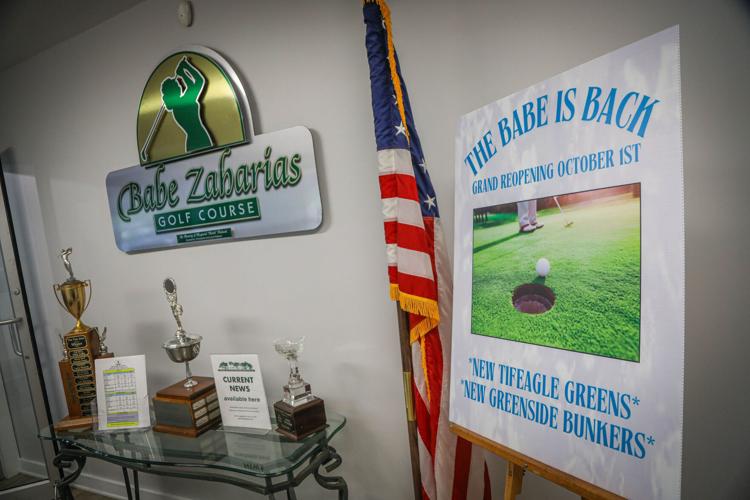 Babe Zaharias
GOLF COURSE
THE BABE IS BACK
GRAND REOPENING OCTOBER 1ST
*NEW TIFEAGLE GREENS*
*NEW GREENSIDE BUNKERS*
CURRENT
NEWS
available here